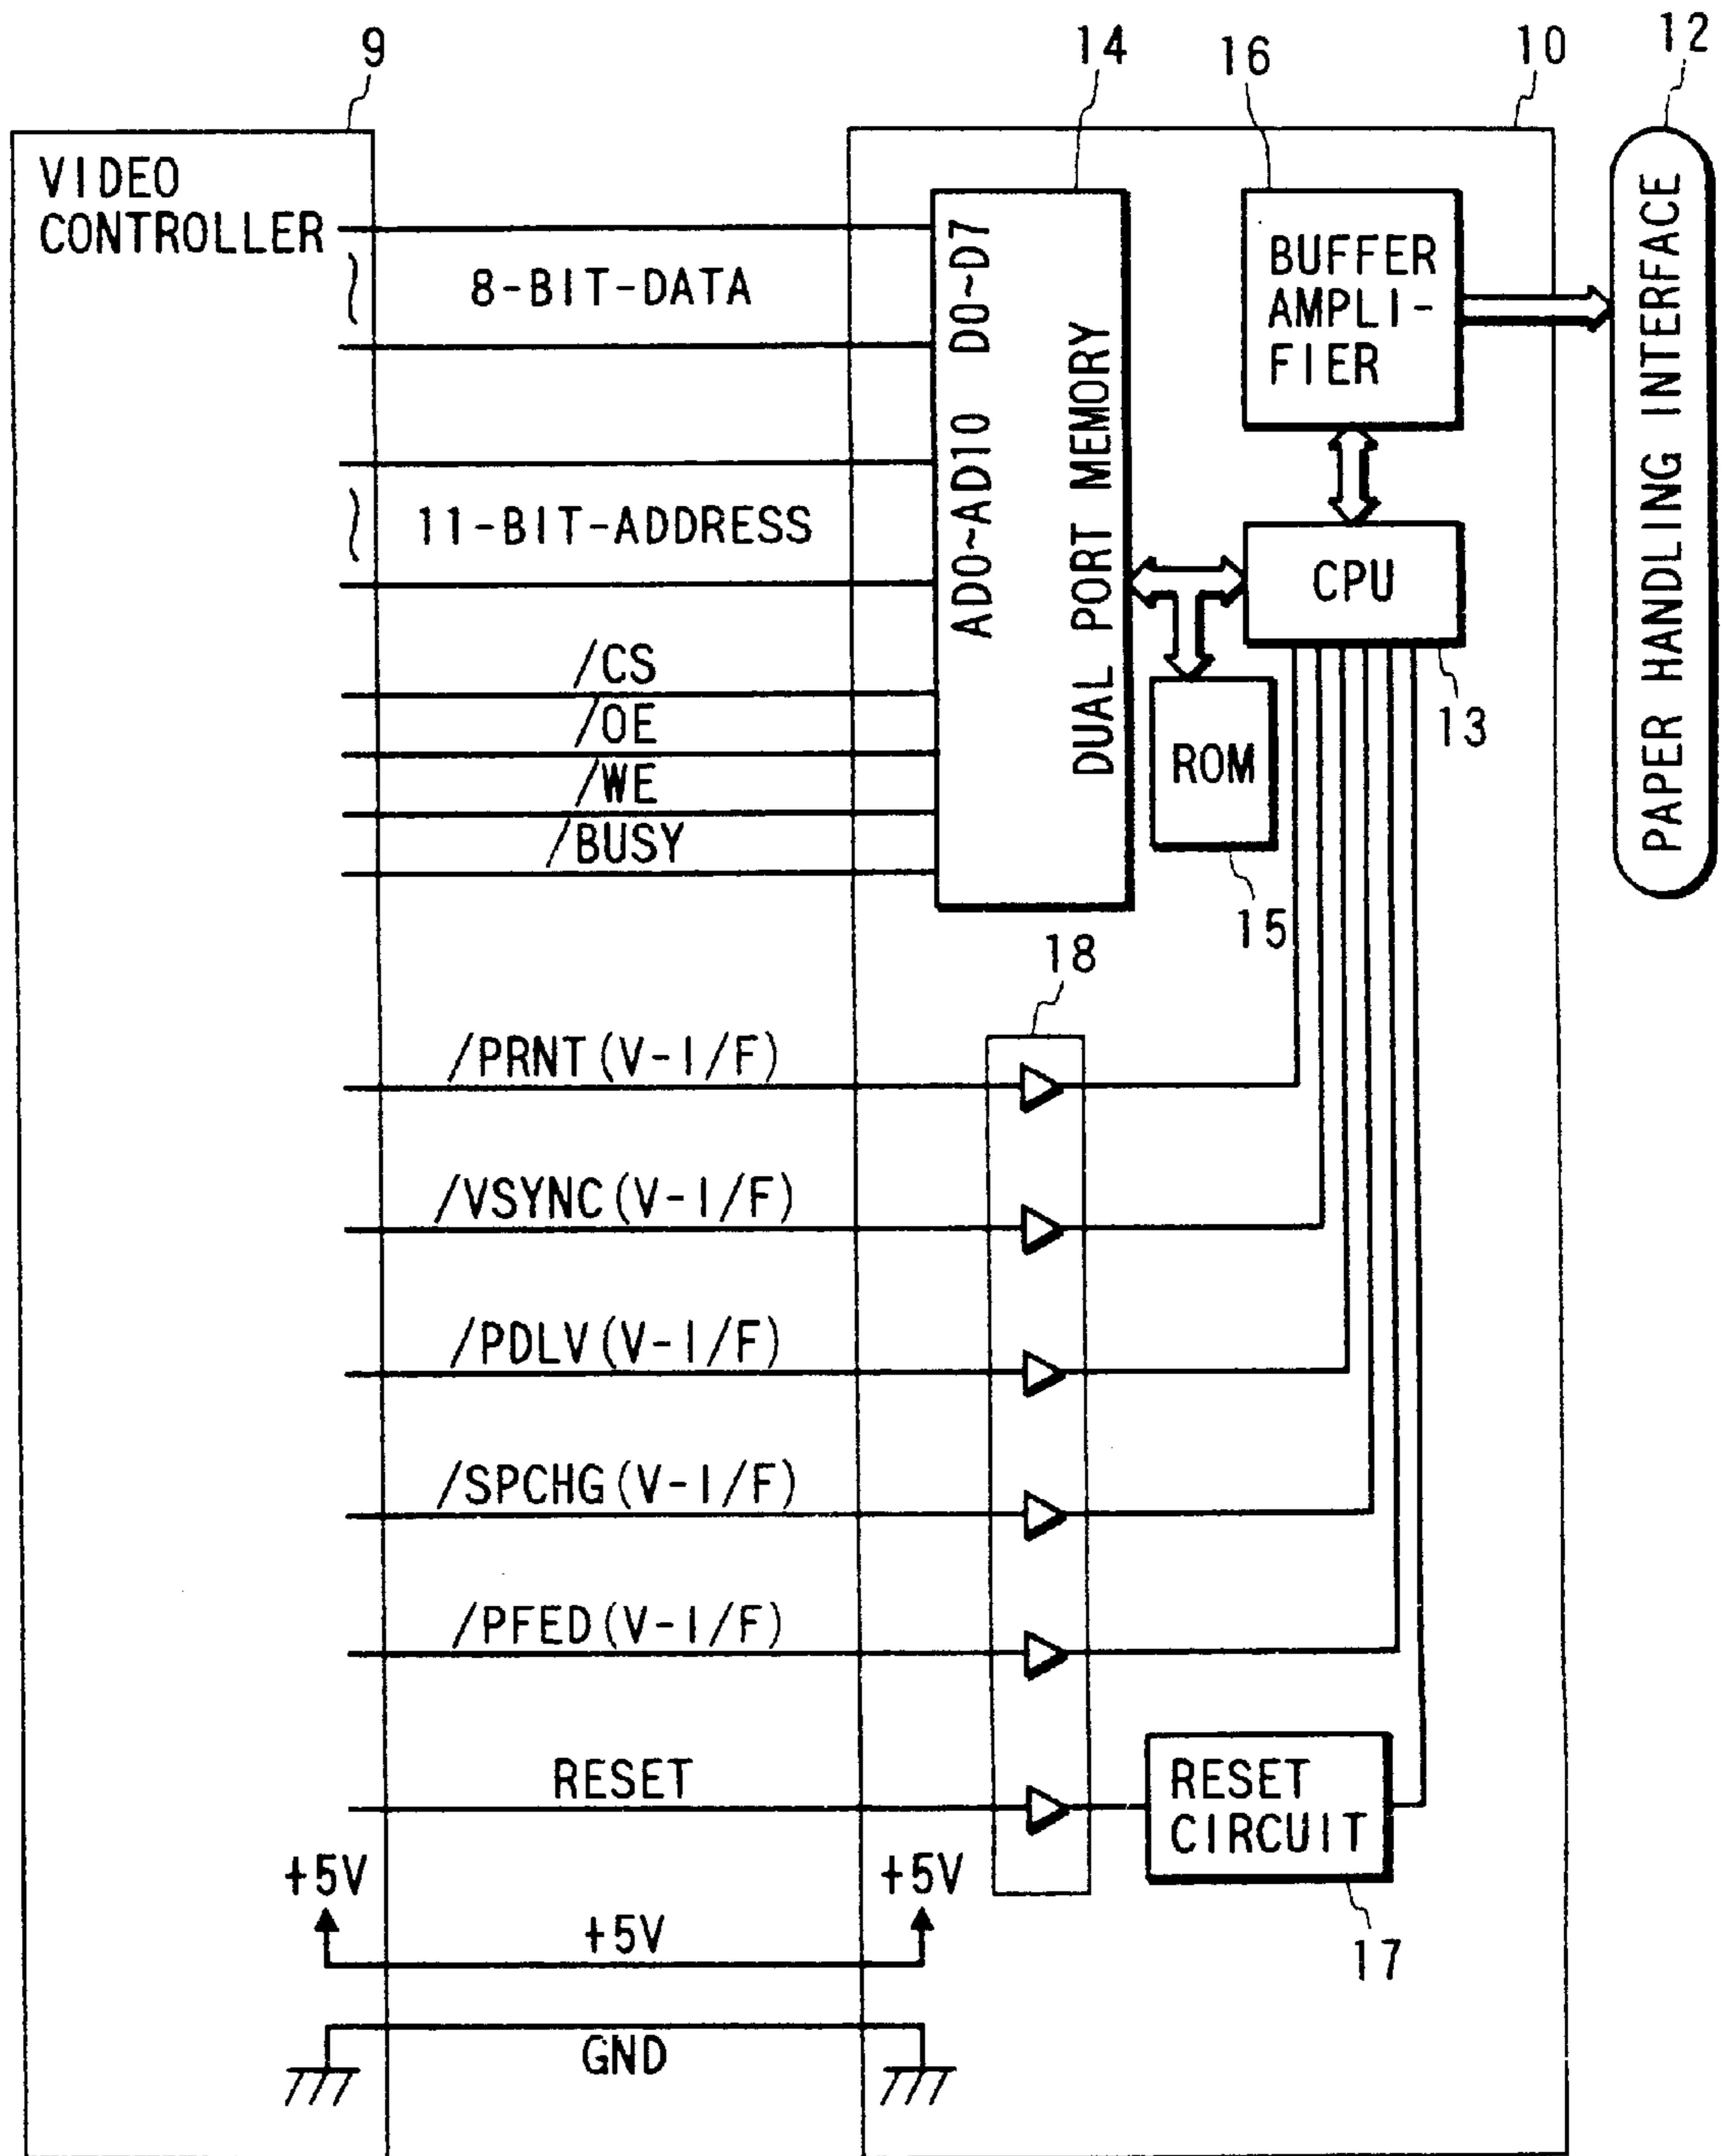 9
14
16
10
12
VIDEO
CONTROLLER
8-BIT-DATA
D0~D7
11-BIT-ADDRESS
AD0~AD10
DUAL PORT MEMORY
BUFFER
AMPLI-
FIER
PAPER HANDLING INTERFACE
CPU
13
/CS
/OE
/WE
/BUSY
ROM
15
18
/PRNT(V-I/F)
/VSYNC(V-I/F)
/PDLV(V-I/F)
/SPCHG(V-I/F)
/PFED(V-I/F)
RESET
RESET
CIRCUIT
17
+5V
+5V
+5V
GND